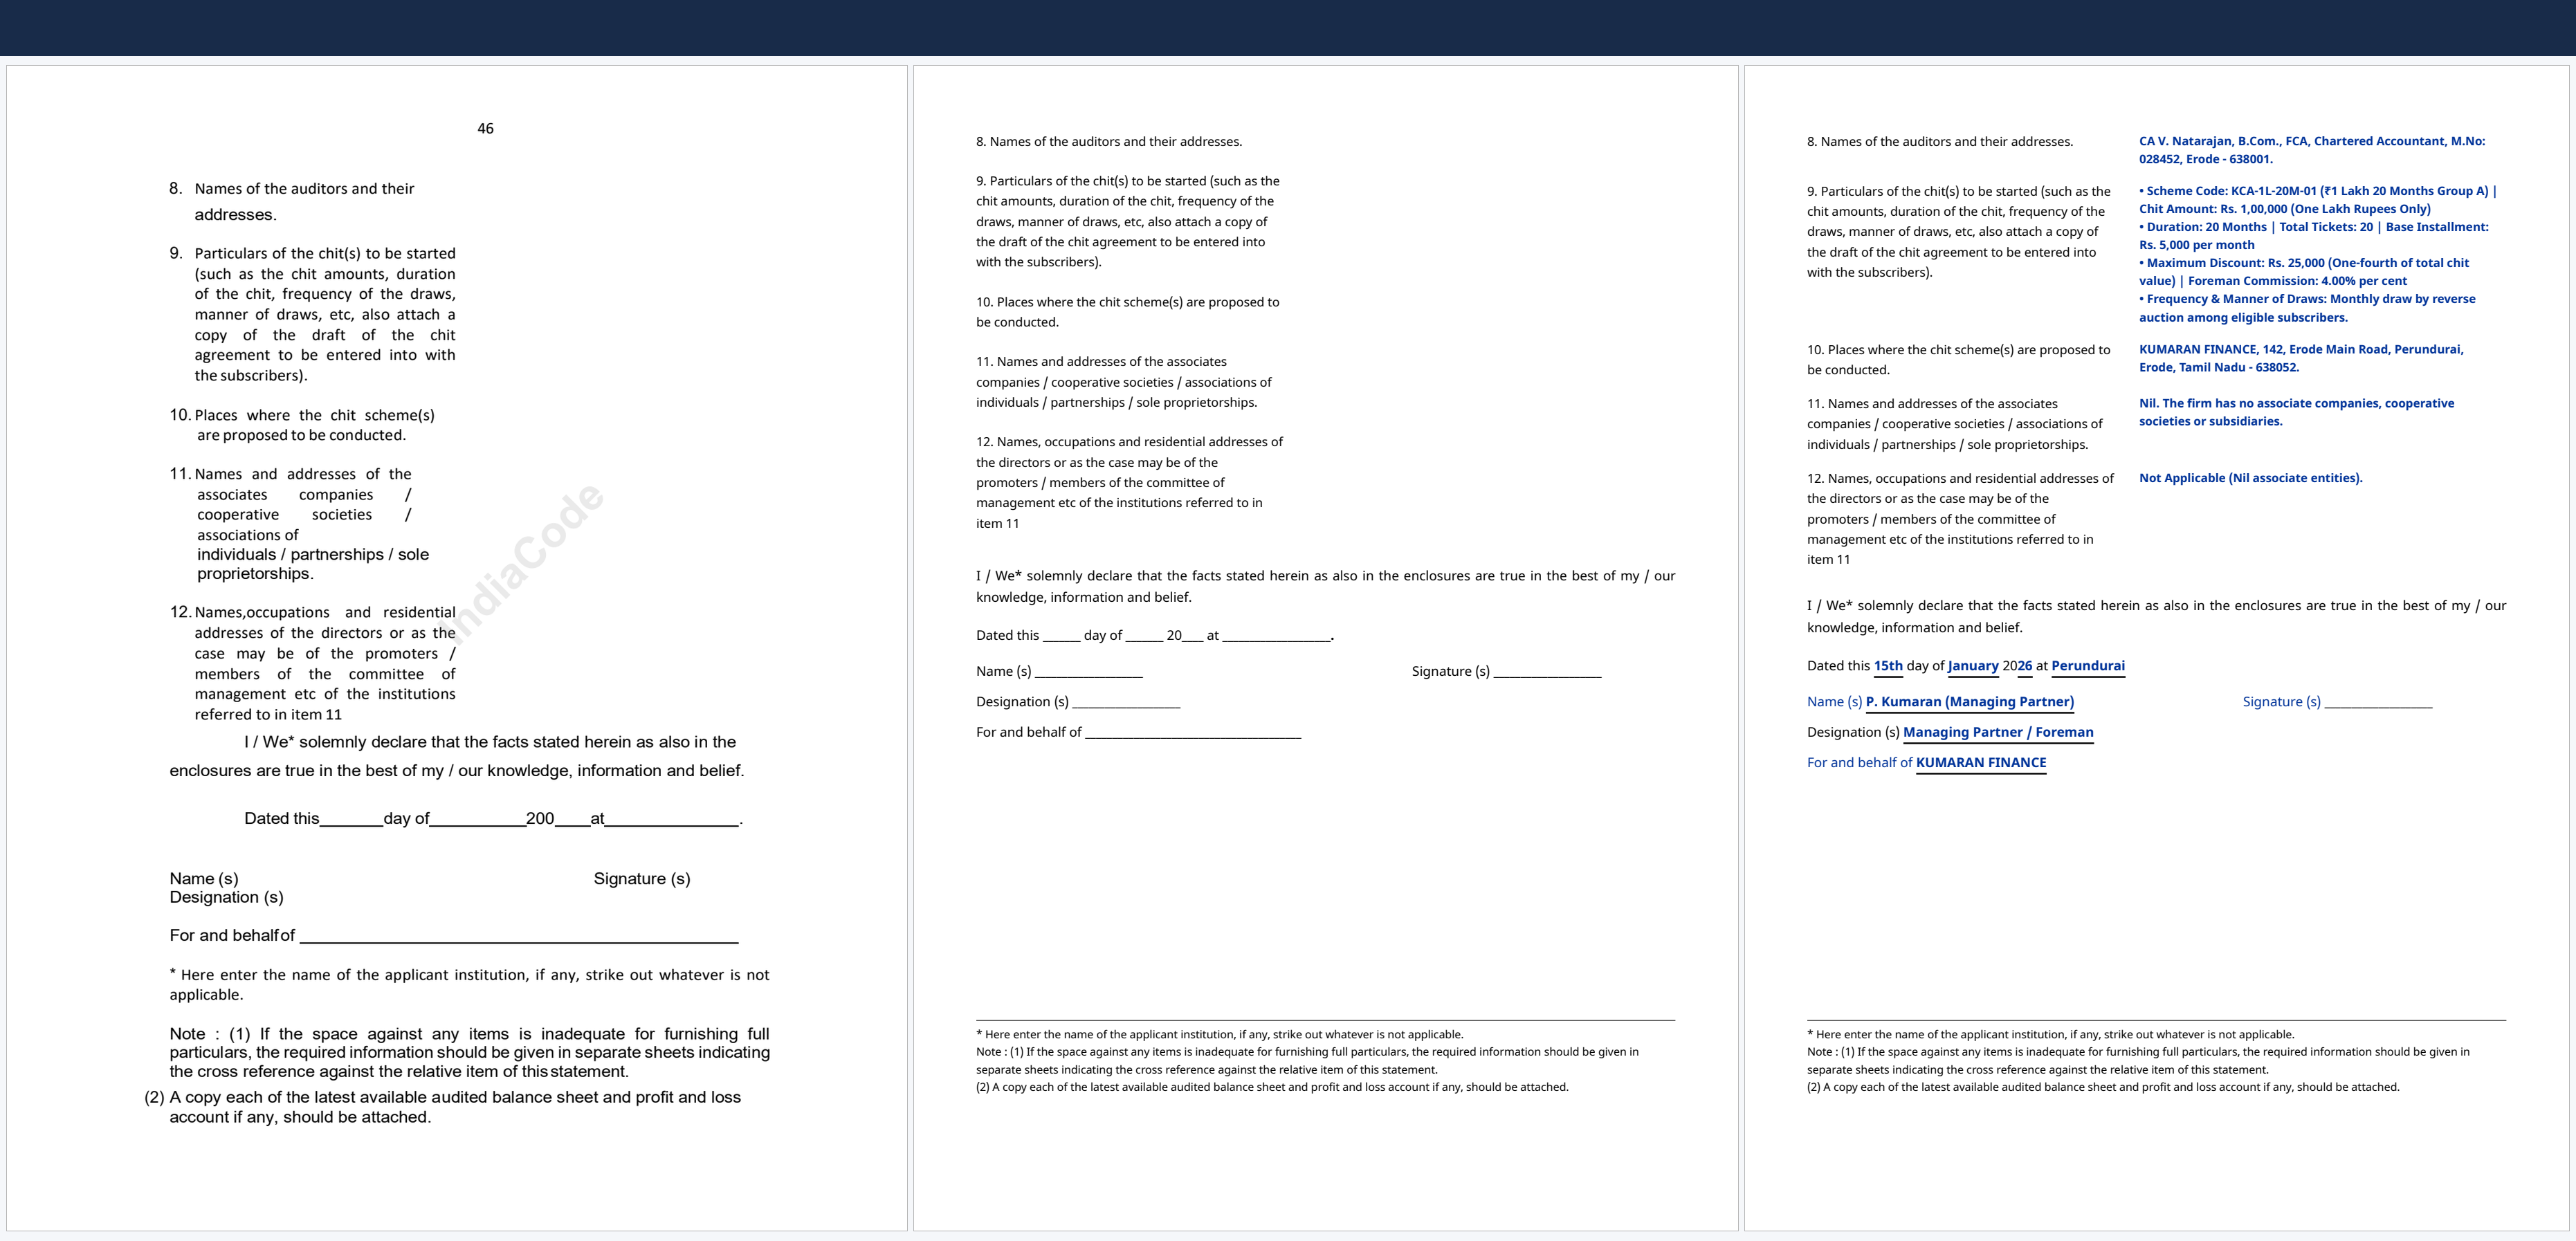 46
8. Names of the auditors and their
addresses.
9. Particulars of the chit(s) to be started
(such as the chit amounts, duration
of the chit, frequency of the draws,
manner of draws, etc, also attach a
copy of the draft of the chit
agreement to be entered into with
the subscribers).
10. Places where the chit scheme(s)
are proposed to be conducted.
11. Names and addresses of the
associates companies /
cooperative societies /
associations of
individuals / partnerships / sole
proprietorships.
12. Names,occupations and residential
addresses of the directors or as the
case may be of the promoters /
members of the committee of
management etc of the institutions
referred to in item 11
IndiaCode
I / We* solemnly declare that the facts stated herein as also in the
enclosures are true in the best of my / our knowledge, information and belief.
Dated this_______day of___________200____at_______________.
Name (s) Signature (s)
Designation (s)
For and behalf of ____________________
* Here enter the name of the applicant institution, if any, strike out whatever is not
applicable.
Note : (1) If the space against any items is inadequate for furnishing full
particulars, the required information should be given in separate sheets indicating
the cross reference against the relative item of this statement.
(2) A copy each of the latest available audited balance sheet and profit and loss
account if any, should be attached.
8. Names of the auditors and their addresses.
9. Particulars of the chit(s) to be started (such as the
chit amounts, duration of the chit, frequency of the
draws, manner of draws, etc, also attach a copy of
the draft of the chit agreement to be entered into
with the subscribers).
10. Places where the chit scheme(s) are proposed to
be conducted.
11. Names and addresses of the associates
companies / cooperative societies / associations of
individuals / partnerships / sole proprietorships.
12. Names, occupations and residential addresses of
the directors or as the case may be of the
promoters / members of the committee of
management etc of the institutions referred to in
item 11
I / We* solemnly declare that the facts stated herein as also in the enclosures are true in the best of my / our
knowledge, information and belief.
Dated this ______ day of ______ 20___ at _______________.
Name (s) _______________ Signature (s) _______________
Designation (s) _______________
For and behalf of ______________________________
* Here enter the name of the applicant institution, if any, strike out whatever is not applicable.
Note : (1) If the space against any items is inadequate for furnishing full particulars, the required information should be given in
separate sheets indicating the cross reference against the relative item of this statement.
(2) A copy each of the latest available audited balance sheet and profit and loss account if any, should be attached.
8. Names of the auditors and their addresses.
CA V. Natarajan, B.Com., FCA, Chartered Accountant, M.No:
028452, Erode - 638001.
9. Particulars of the chit(s) to be started (such as the
chit amounts, duration of the chit, frequency of the
draws, manner of draws, etc, also attach a copy of
the draft of the chit agreement to be entered into
with the subscribers).
• Scheme Code: KCA-1L-20M-01 (₹1 Lakh 20 Months Group A) |
Chit Amount: Rs. 1,00,000 (One Lakh Rupees Only)
• Duration: 20 Months | Total Tickets: 20 | Base Installment:
Rs. 5,000 per month
• Maximum Discount: Rs. 25,000 (One-fourth of total chit
value) | Foreman Commission: 4.00% per cent
• Frequency & Manner of Draws: Monthly draw by reverse
auction among eligible subscribers.
10. Places where the chit scheme(s) are proposed to
be conducted.
KUMARAN FINANCE, 142, Erode Main Road, Perundurai,
Erode, Tamil Nadu - 638052.
11. Names and addresses of the associates
companies / cooperative societies / associations of
individuals / partnerships / sole proprietorships.
Nil. The firm has no associate companies, cooperative
societies or subsidiaries.
12. Names, occupations and residential addresses of
the directors or as the case may be of the
promoters / members of the committee of
management etc of the institutions referred to in
item 11
Not Applicable (Nil associate entities).
I / We* solemnly declare that the facts stated herein as also in the enclosures are true in the best of my / our
knowledge, information and belief.
Dated this 15th day of January 2026 at Perundurai
Name (s) P. Kumaran (Managing Partner) Signature (s) _______________
Designation (s) Managing Partner / Foreman
For and behalf of KUMARAN FINANCE
* Here enter the name of the applicant institution, if any, strike out whatever is not applicable.
Note : (1) If the space against any items is inadequate for furnishing full particulars, the required information should be given in
separate sheets indicating the cross reference against the relative item of this statement.
(2) A copy each of the latest available audited balance sheet and profit and loss account if any, should be attached.